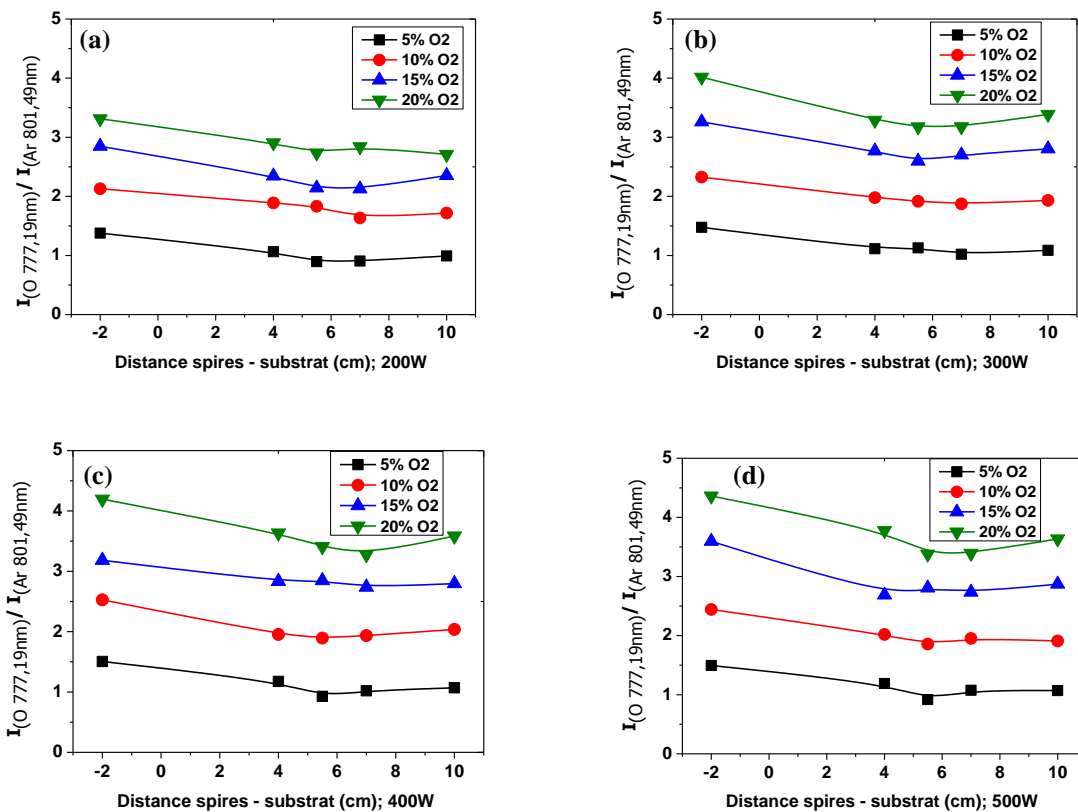 (a)
5% O2
10% O2
15% O2
20% O2
I(O 777,19nm)/ I(Ar 801,49nm)
5
4
3
2
1
0
-2 0 2 4 6 8 10
Distance spires - substrat (cm); 200W
(b)
5% O2
10% O2
15% O2
20% O2
I(O 777,19nm)/ I(Ar 801,49nm)
5
4
3
2
1
0
-2 0 2 4 6 8 10
Distance spires - substrat (cm); 300W
(c)
5% O2
10% O2
15% O2
20% O2
I(O 777,19nm)/ I(Ar 801,49nm)
5
4
3
2
1
0
-2 0 2 4 6 8 10
Distance spires - substrat (cm); 400W
(d)
5% O2
10% O2
15% O2
20% O2
I(O 777,19nm)/ I(Ar 801,49nm)
5
4
3
2
1
0
-2 0 2 4 6 8 10
Distance spires - substrat (cm); 500W